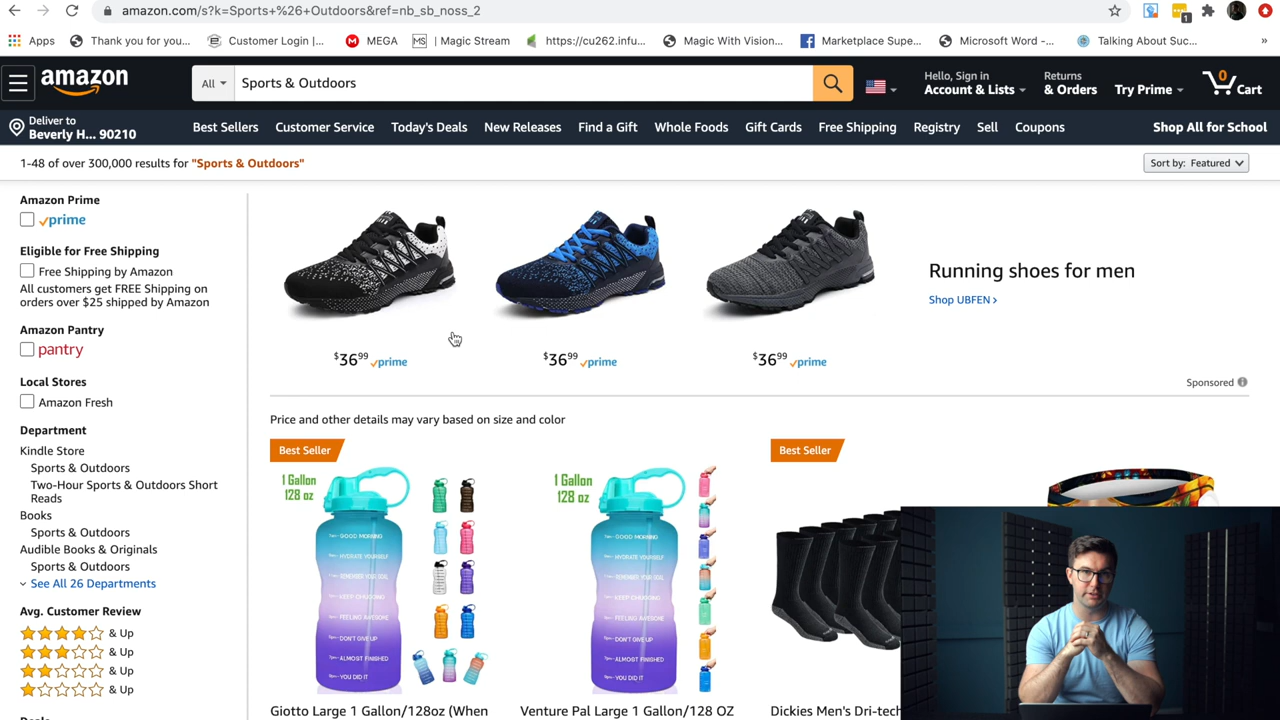 amazon.com/s?k=Sports+%26+Outdoors&ref=nb_sb_noss_2
1
Apps
Thank you for you...
Customer Login |...
MEGA
MS | Magic Stream
https://cu262.infu...
Magic With Vision...
Marketplace Supe...
Microsoft Word -...
Talking About Suc...
»
amazon
All
Sports & Outdoors
Hello, Sign in
Account & Lists
Returns
& Orders
Try Prime
0
Cart
Deliver to
Beverly H... 90210
Best Sellers
Customer Service
Today's Deals
New Releases
Find a Gift
Whole Foods
Gift Cards
Free Shipping
Registry
Sell
Coupons
Shop All for School
1-48 of over 300,000 results for "Sports & Outdoors"
Sort by: Featured
Amazon Prime
prime
Eligible for Free Shipping
Free Shipping by Amazon
All customers get FREE Shipping on
orders over $25 shipped by Amazon
Amazon Pantry
pantry
Local Stores
Amazon Fresh
Department
Kindle Store
Sports & Outdoors
Two-Hour Sports & Outdoors Short
Reads
Books
Sports & Outdoors
Audible Books & Originals
Sports & Outdoors
See All 26 Departments
Avg. Customer Review
& Up
& Up
& Up
& Up
$36.99 prime
$36.99 prime
$36.99 prime
Running shoes for men
Shop UBFEN ›
Sponsored
Price and other details may vary based on size and color
Best Seller
1 Gallon
128 oz
GOOD MORNING
HYDRATE YOURSELF
REMEMBER YOUR GOAL
KEEP CHUGGING
FEELING AWESOME
DON'T GIVE UP
ALMOST FINISHED
YOU DID IT
Giotto Large 1 Gallon/128oz (When
1 Gallon
128 oz
GOOD MORNING
HYDRATE YOURSELF
REMEMBER YOUR GOAL
KEEP CHUGGING
FEELING AWESOME
DON'T GIVE UP
ALMOST FINISHED
YOU DID IT
Venture Pal Large 1 Gallon/128 OZ
Best Seller
Dickies Men's Dri-tech